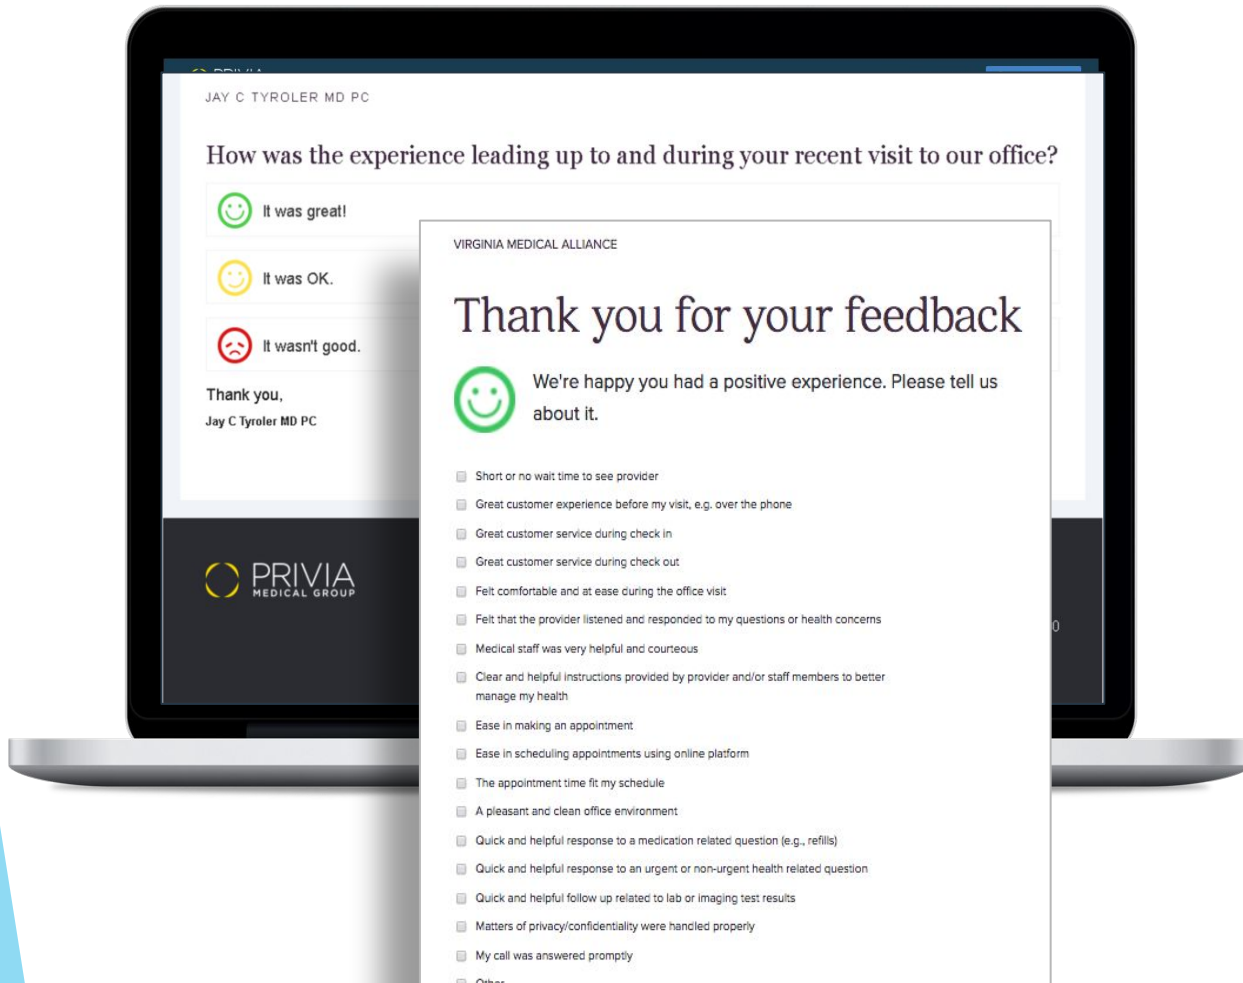 JAY C TYROLER MD PC
How was the experience leading up to and during your recent visit to our office?
It was great!
It was OK.
It wasn't good.
Thank you,
Jay C Tyroler MD PC
PRIVIA
MEDICAL GROUP
VIRGINIA MEDICAL ALLIANCE
Thank you for your feedback
We're happy you had a positive experience. Please tell us
about it.
Short or no wait time to see provider
Great customer experience before my visit, e.g. over the phone
Great customer service during check in
Great customer service during check out
Felt comfortable and at ease during the office visit
Felt that the provider listened and responded to my questions or health concerns
Medical staff was very helpful and courteous
Clear and helpful instructions provided by provider and/or staff members to better
manage my health
Ease in making an appointment
Ease in scheduling appointments using online platform
The appointment time fit my schedule
A pleasant and clean office environment
Quick and helpful response to a medication related question (e.g., refills)
Quick and helpful response to an urgent or non-urgent health related question
Quick and helpful follow up related to lab or imaging test results
Matters of privacy/confidentiality were handled properly
My call was answered promptly
Other